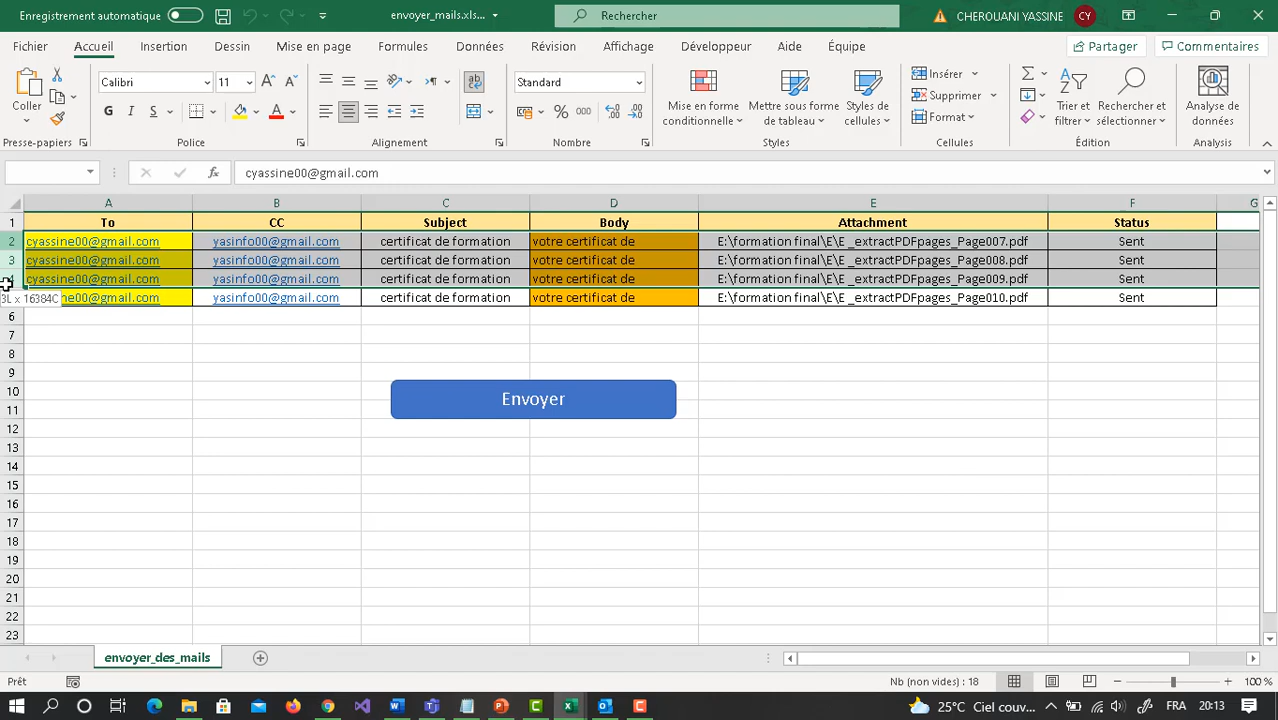 Enregistrement automatique envoyer_mails.xls... Rechercher CHEROUANI YASSINE CY
Fichier Accueil Insertion Dessin Mise en page Formules Données Révision Affichage Développeur Aide Équipe Partager Commentaires
Coller
Presse-papiers
Calibri 11
G I S
Police
Alignement
Standard
Nombre
Mise en forme conditionnelle
Mettre sous forme de tableau
Styles de cellules
Styles
Insérer
Supprimer
Format
Cellules
Trier et filtrer
Rechercher et sélectionner
Édition
Analyse de données
Analysis
cyassine00@gmail.com
A B C D E F G
1 To CC Subject Body Attachment Status
2 cyassine00@gmail.com yasinfo00@gmail.com certificat de formation votre certificat de E:\formation final\E\E _extractPDFpages_Page007.pdf Sent
3 cyassine00@gmail.com yasinfo00@gmail.com certificat de formation votre certificat de E:\formation final\E\E _extractPDFpages_Page008.pdf Sent
cyassine00@gmail.com yasinfo00@gmail.com certificat de formation votre certificat de E:\formation final\E\E _extractPDFpages_Page009.pdf Sent
3L x 16384C ne00@gmail.com yasinfo00@gmail.com certificat de formation votre certificat de E:\formation final\E\E _extractPDFpages_Page010.pdf Sent
6
7
8
9
10
Envoyer
11
12
13
14
15
16
17
18
19
20
21
22
23
envoyer_des_mails
Prêt Nb (non vides) : 18 100 %
25°C Ciel couv... FRA 20:13